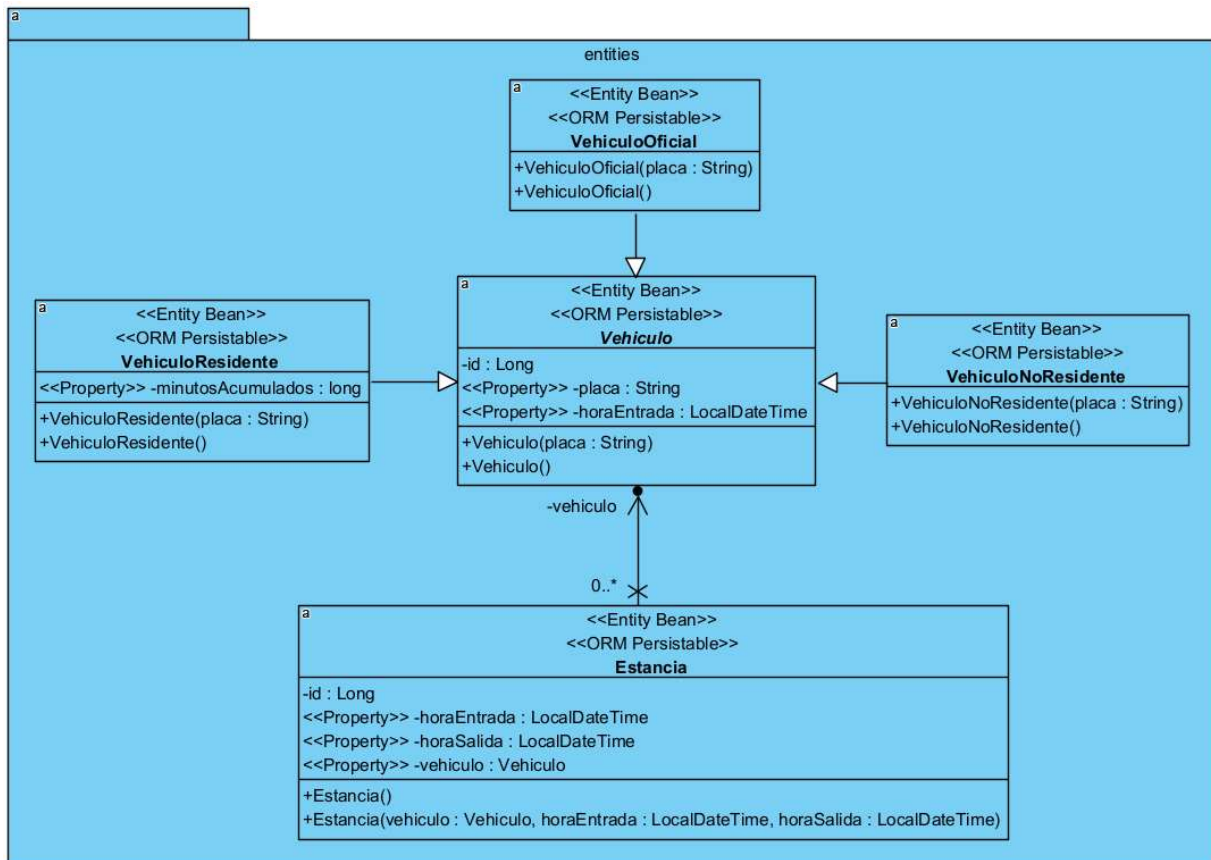 a
entities
a
<<Entity Bean>>
<<ORM Persistable>>
VehiculoOficial
+VehiculoOficial(placa : String)
+VehiculoOficial()
a
<<Entity Bean>>
<<ORM Persistable>>
VehiculoResidente
<<Property>> -minutosAcumulados : long
+VehiculoResidente(placa : String)
+VehiculoResidente()
a
<<Entity Bean>>
<<ORM Persistable>>
Vehiculo
-id : Long
<<Property>> -placa : String
<<Property>> -horaEntrada : LocalDateTime
+Vehiculo(placa : String)
+Vehiculo()
a
<<Entity Bean>>
<<ORM Persistable>>
VehiculoNoResidente
+VehiculoNoResidente(placa : String)
+VehiculoNoResidente()
-vehiculo
0..*
a
<<Entity Bean>>
<<ORM Persistable>>
Estancia
-id : Long
<<Property>> -horaEntrada : LocalDateTime
<<Property>> -horaSalida : LocalDateTime
<<Property>> -vehiculo : Vehiculo
+Estancia()
+Estancia(vehiculo : Vehiculo, horaEntrada : LocalDateTime, horaSalida : LocalDateTime)